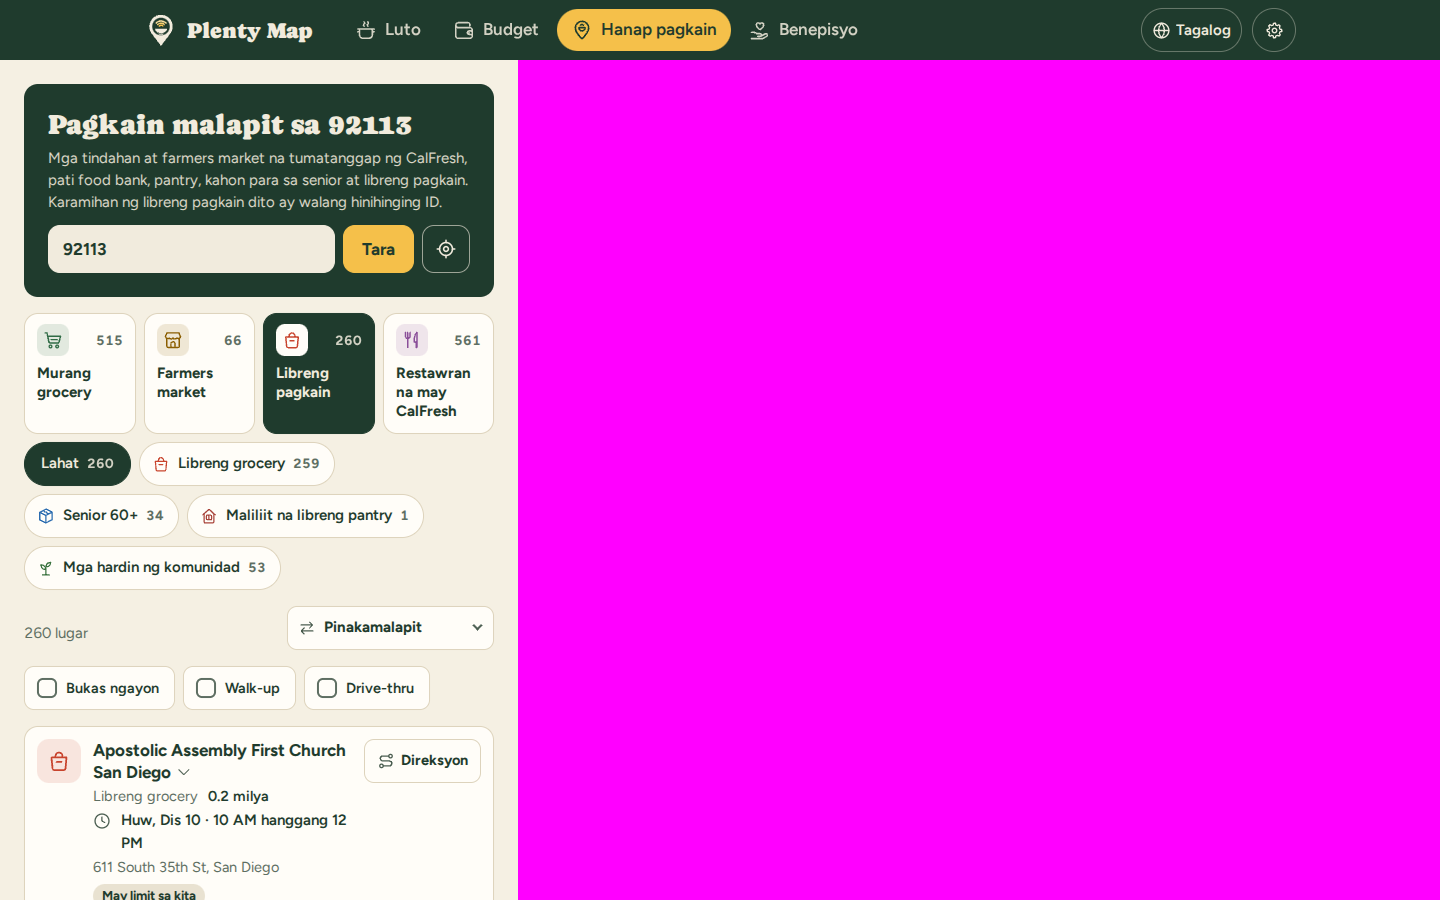 Plenty Map
Luto
Budget
Hanap pagkain
Benepisyo
Tagalog
Pagkain malapit sa 92113
Mga tindahan at farmers market na tumatanggap ng CalFresh,
pati food bank, pantry, kahon para sa senior at libreng pagkain.
Karamihan ng libreng pagkain dito ay walang hinihinging ID.
92113
Tara
515
Murang
grocery
66
Farmers
market
260
Libreng
pagkain
561
Restawran
na may
CalFresh
Lahat 260
Libreng grocery 259
Senior 60+ 34
Maliliit na libreng pantry 1
Mga hardin ng komunidad 53
260 lugar
Pinakamalapit
Bukas ngayon
Walk-up
Drive-thru
Apostolic Assembly First Church
San Diego
Direksyon
Libreng grocery 0.2 milya
Huw, Dis 10 · 10 AM hanggang 12
PM
611 South 35th St, San Diego
May limit sa kita